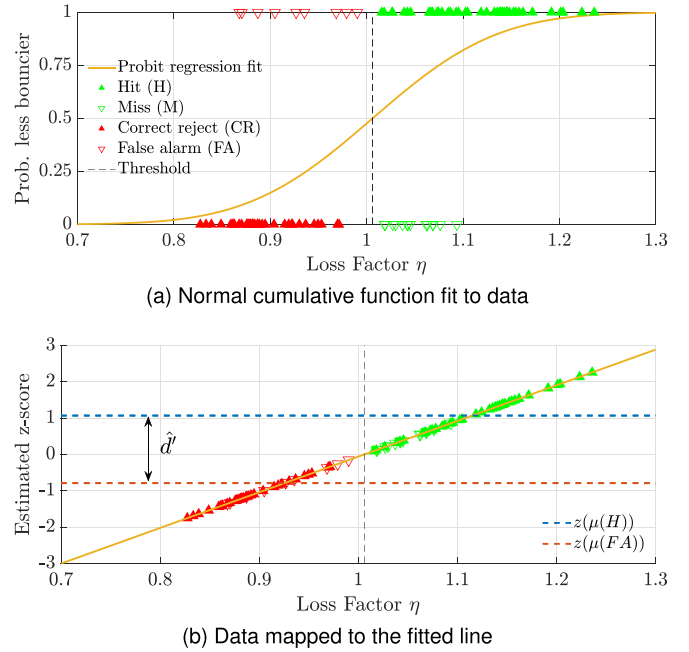 1
0.75
0.5
0.25
0
Prob. less bouncier
Probit regression fit
Hit (H)
Miss (M)
Correct reject (CR)
False alarm (FA)
Threshold
0.7 0.8 0.9 1 1.1 1.2 1.3
Loss Factor η
(a) Normal cumulative function fit to data
3
2
1
0
-1
-2
-3
Estimated z-score
d̂′
z(μ(H))
z(μ(FA))
0.7 0.8 0.9 1 1.1 1.2 1.3
Loss Factor η
(b) Data mapped to the fitted line